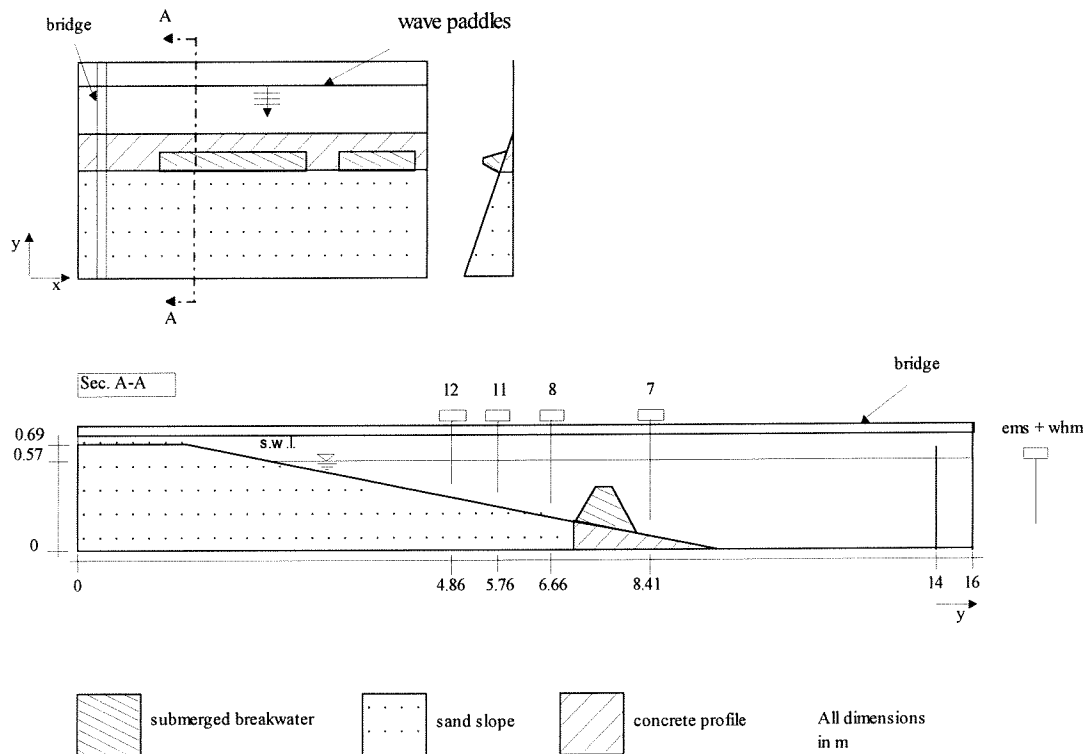 A
bridge
wave paddles
y
x
A
Sec. A-A
12
11
8
7
bridge
ems + whm
0.69
0.57
0
s.w.l.
0
4.86
5.76
6.66
8.41
14
16
y
submerged breakwater
sand slope
concrete profile
All dimensions
in m